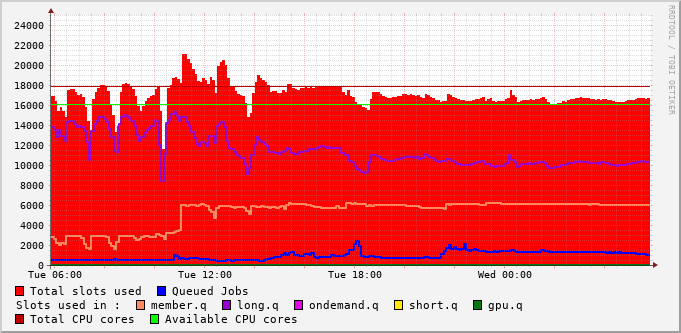 24000
22000
20000
18000
16000
14000
12000
10000
8000
6000
4000
2000
0
Tue 06:00 Tue 12:00 Tue 18:00 Wed 00:00
RRDTOOL / TOBI OETIKER
Total slots used Queued Jobs
Slots used in : member.q long.q ondemand.q short.q gpu.q
Total CPU cores Available CPU cores